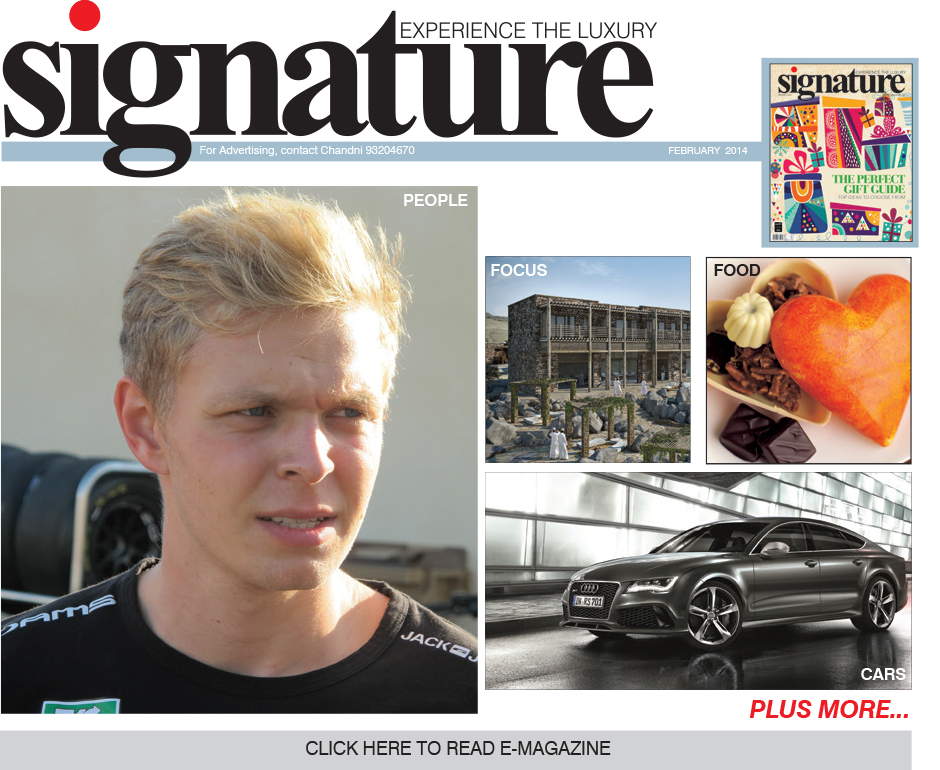 EXPERIENCE THE LUXURY
signature
For Advertising, contact Chandni 93204670
FEBRUARY 2014
EXPERIENCE THE LUXURY
signature
THE PERFECT
GIFT GUIDE
TOP IDEAS TO CHOOSE FROM
PEOPLE
FOCUS
FOOD
DAMS
JACK
IN RS 701
CARS
PLUS MORE...
CLICK HERE TO READ E-MAGAZINE